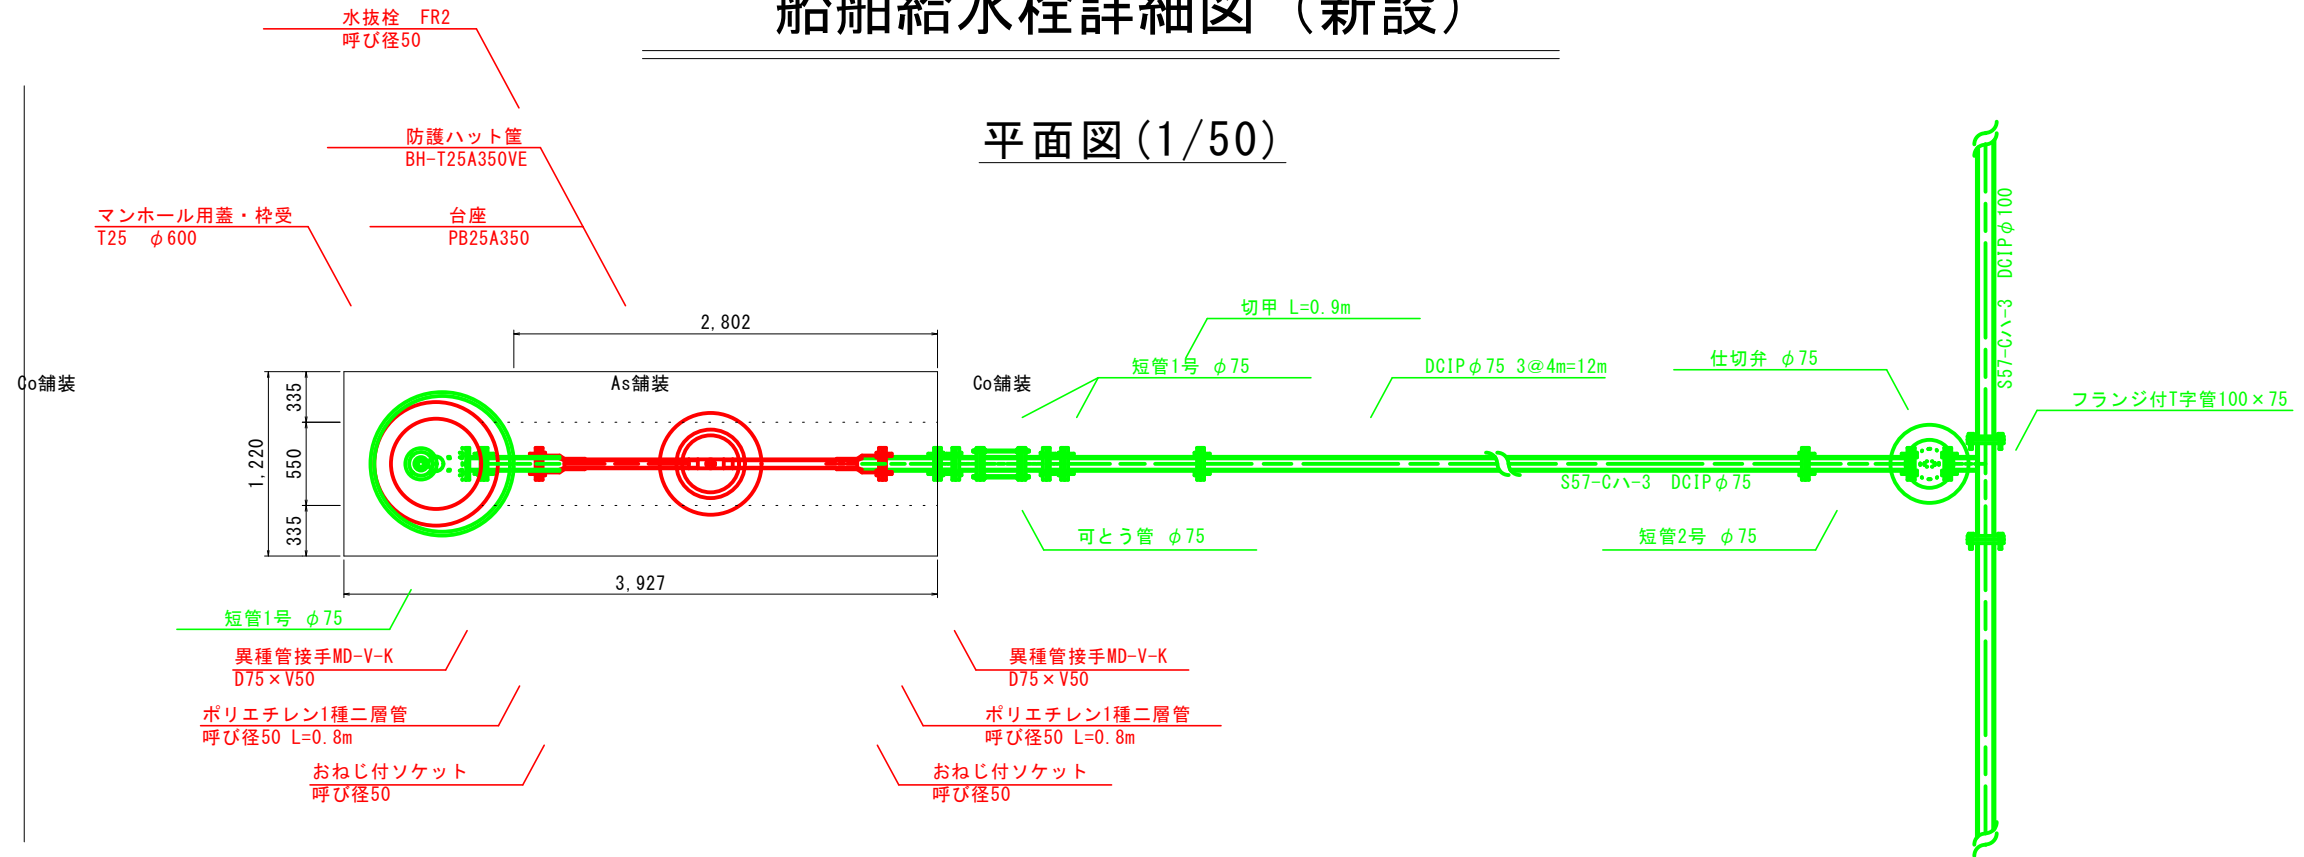 船舶給水栓詳細図（新設）
水抜栓　FR2
呼び径50
平面図(1/50)
防護ハット筐
BH-T25A350VE
マンホール用蓋・枠受
T25　φ600
台座
PB25A350
S57-Cハ-3　DCIPφ100
切甲 L=0.9m
2,802
短管1号 φ75
DCIPφ75 3@4m=12m
仕切弁 φ75
フランジ付T字管100×75
Co舗装
As舗装
Co舗装
335
550
335
1,220
S57-Cハ-3　DCIPφ75
可とう管 φ75
短管2号 φ75
3,927
短管1号 φ75
異種管接手MD-V-K
D75×V50
異種管接手MD-V-K
D75×V50
ポリエチレン1種二層管
呼び径50 L=0.8m
ポリエチレン1種二層管
呼び径50 L=0.8m
おねじ付ソケット
呼び径50
おねじ付ソケット
呼び径50